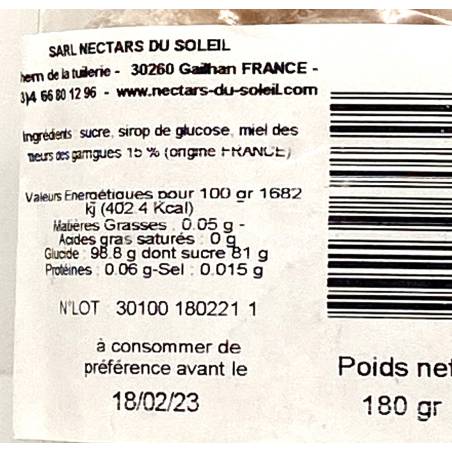 SARL NECTARS DU SOLEIL
hem de la tuilerie - 30260 Gailhan FRANCE -
3)4 66 80 12 96 - www.nectars-du-soleil.com
Ingrédients : sucre, sirop de glucose, miel des
fleurs des garrigues 15 % (origine FRANCE)
Valeurs Energétiques pour 100 gr 1682
kj (402.4 Kcal)
Matières Grasses : 0.05 g -
Acides gras saturés : 0 g
Glucide : 98.8 g dont sucre 81 g
Protéines : 0.06 g-Sel : 0.015 g
N°LOT : 30100 180221 1
à consommer de
préférence avant le
18/02/23
Poids net
180 gr